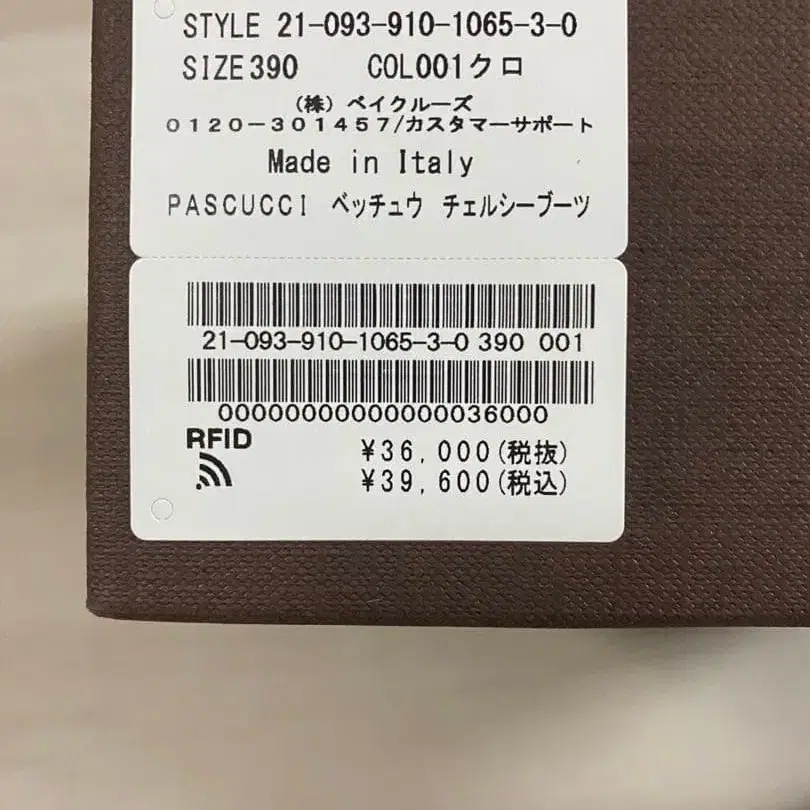 STYLE 21-093-910-1065-3-0
SIZE 390 COL001クロ
（株）ベイクルーズ
０１２０－３０１４５７/カスタマーサポート
Made in Italy
PASCUCCI ベッチュウ チェルシーブーツ
21-093-910-1065-3-0 390 001
00000000000000036000
RFID
¥36,000(税抜)
¥39,600(税込)